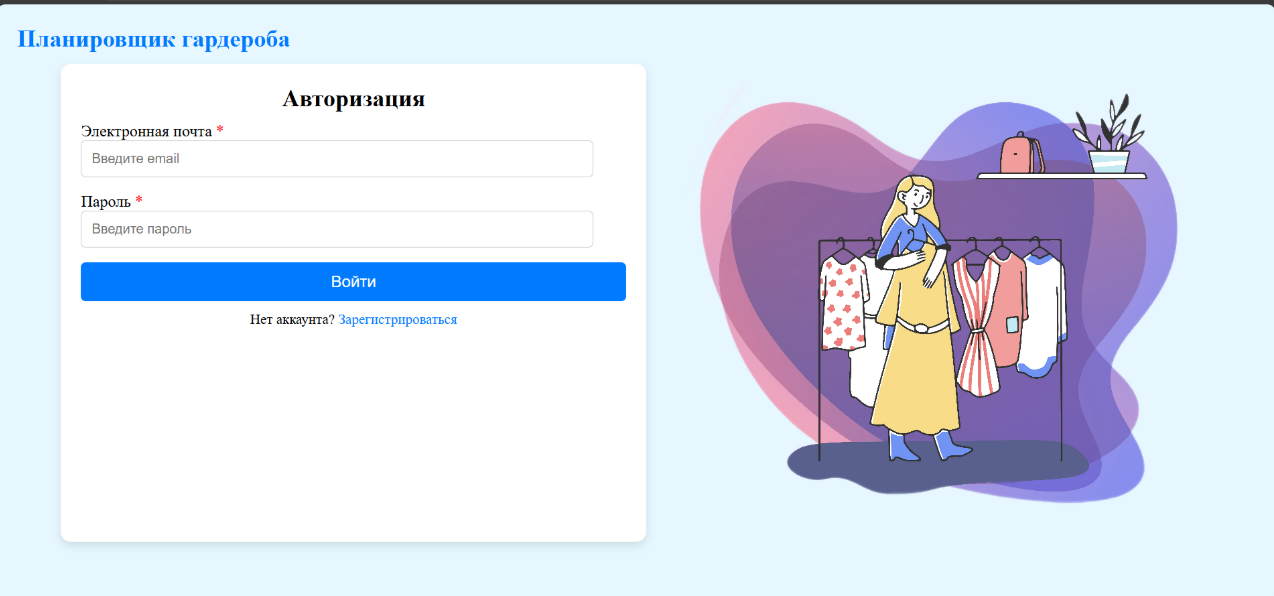 Планировщик гардероба
Авторизация
Электронная почта *
Введите email
Пароль *
Введите пароль
Войти
Нет аккаунта? Зарегистрироваться